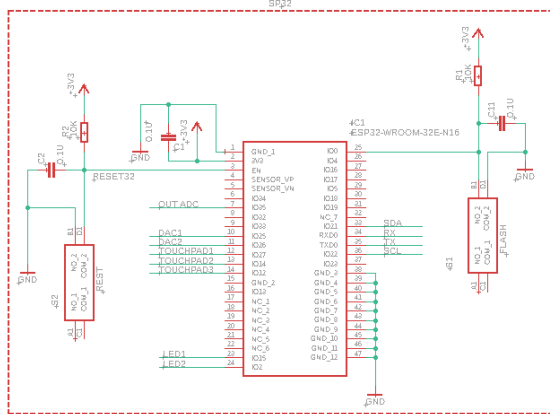 SP32
+3V3
R1
10K
C11
0.1U
GND
+3V3
R2
10K
C2
0.1U
RESET32
GND
0.1U
C1
+3V3
GND
IC1
ESP32-WROOM-32E-N16
1 GND_1 IO0 25
2 3V3 IO4 26
3 EN IO16 27
4 SENSOR_VP IO17 28
5 SENSOR_VN IO5 29
6 IO34 IO18 30
OUT ADC 7 IO35 IO19 31
8 IO32 NC_7 32
9 IO33 IO21 33 SDA
DAC1 10 IO25 RXD0 34 RX
DAC2 11 IO26 TXD0 35 TX
TOUCHPAD1 12 IO27 IO22 36 SCL
TOUCHPAD2 13 IO14 IO23 37
TOUCHPAD3 14 IO12 GND_3 38
15 GND_2 GND_4 39
16 IO13 GND_5 40
17 NC_1 GND_6 41
18 NC_2 GND_7 42
19 NC_3 GND_8 43
20 NC_4 GND_9 44
21 NC_5 GND_10 45
22 NC_6 GND_11 46
LED1 23 IO15 GND_12 47
LED2 24 IO2
GND
B1 D1
NO_2 COM_2
NO_1 COM_1
A1 C1
S2
REST
B1 D1
NO_2 COM_2
NO_1 COM_1
A1 C1
S1
FLASH